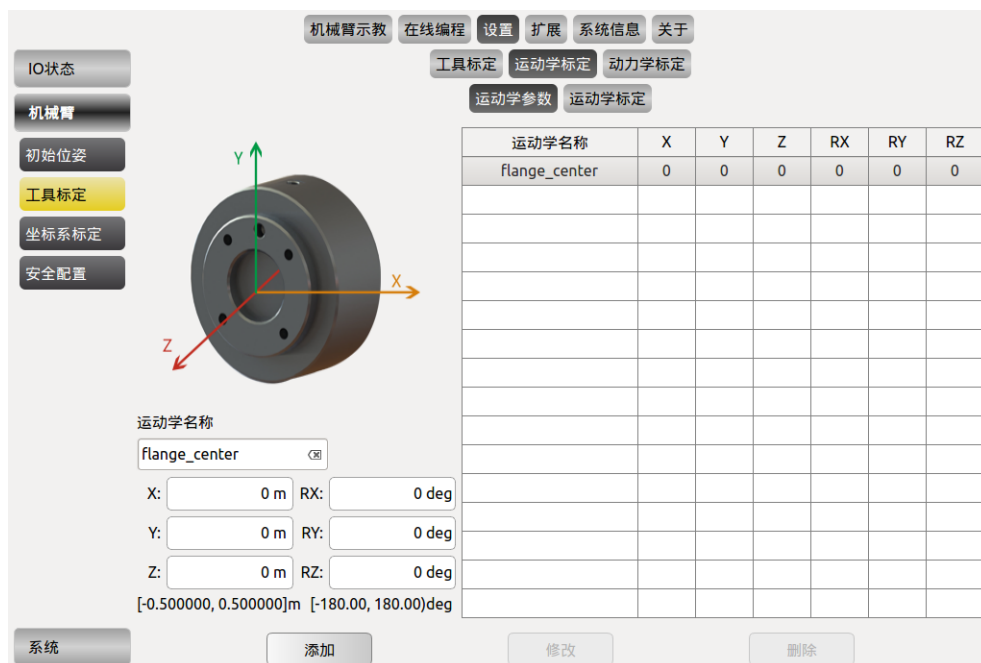 机械臂示教 在线编程 设置 扩展 系统信息 关于
工具标定 运动学标定 动力学标定
运动学参数 运动学标定
IO状态
机械臂
初始位姿
工具标定
坐标系标定
安全配置
Y
X
Z
运动学名称 X Y Z RX RY RZ
flange_center 0 0 0 0 0 0
运动学名称
flange_center
X: 0 m RX: 0 deg
Y: 0 m RY: 0 deg
Z: 0 m RZ: 0 deg
[-0.500000, 0.500000]m [-180.00, 180.00)deg
系统 添加 修改 删除